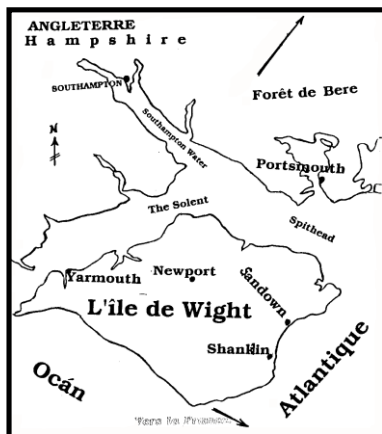 ANGLETERRE
Hampshire
SOUTHAMPTON
Forêt de Bere
Southampton Water
Portsmouth
N
The Solent
Spithead
Yarmouth
Newport
Sandown
L'île de Wight
Shanklin
Océan
Atlantique
Vers la France